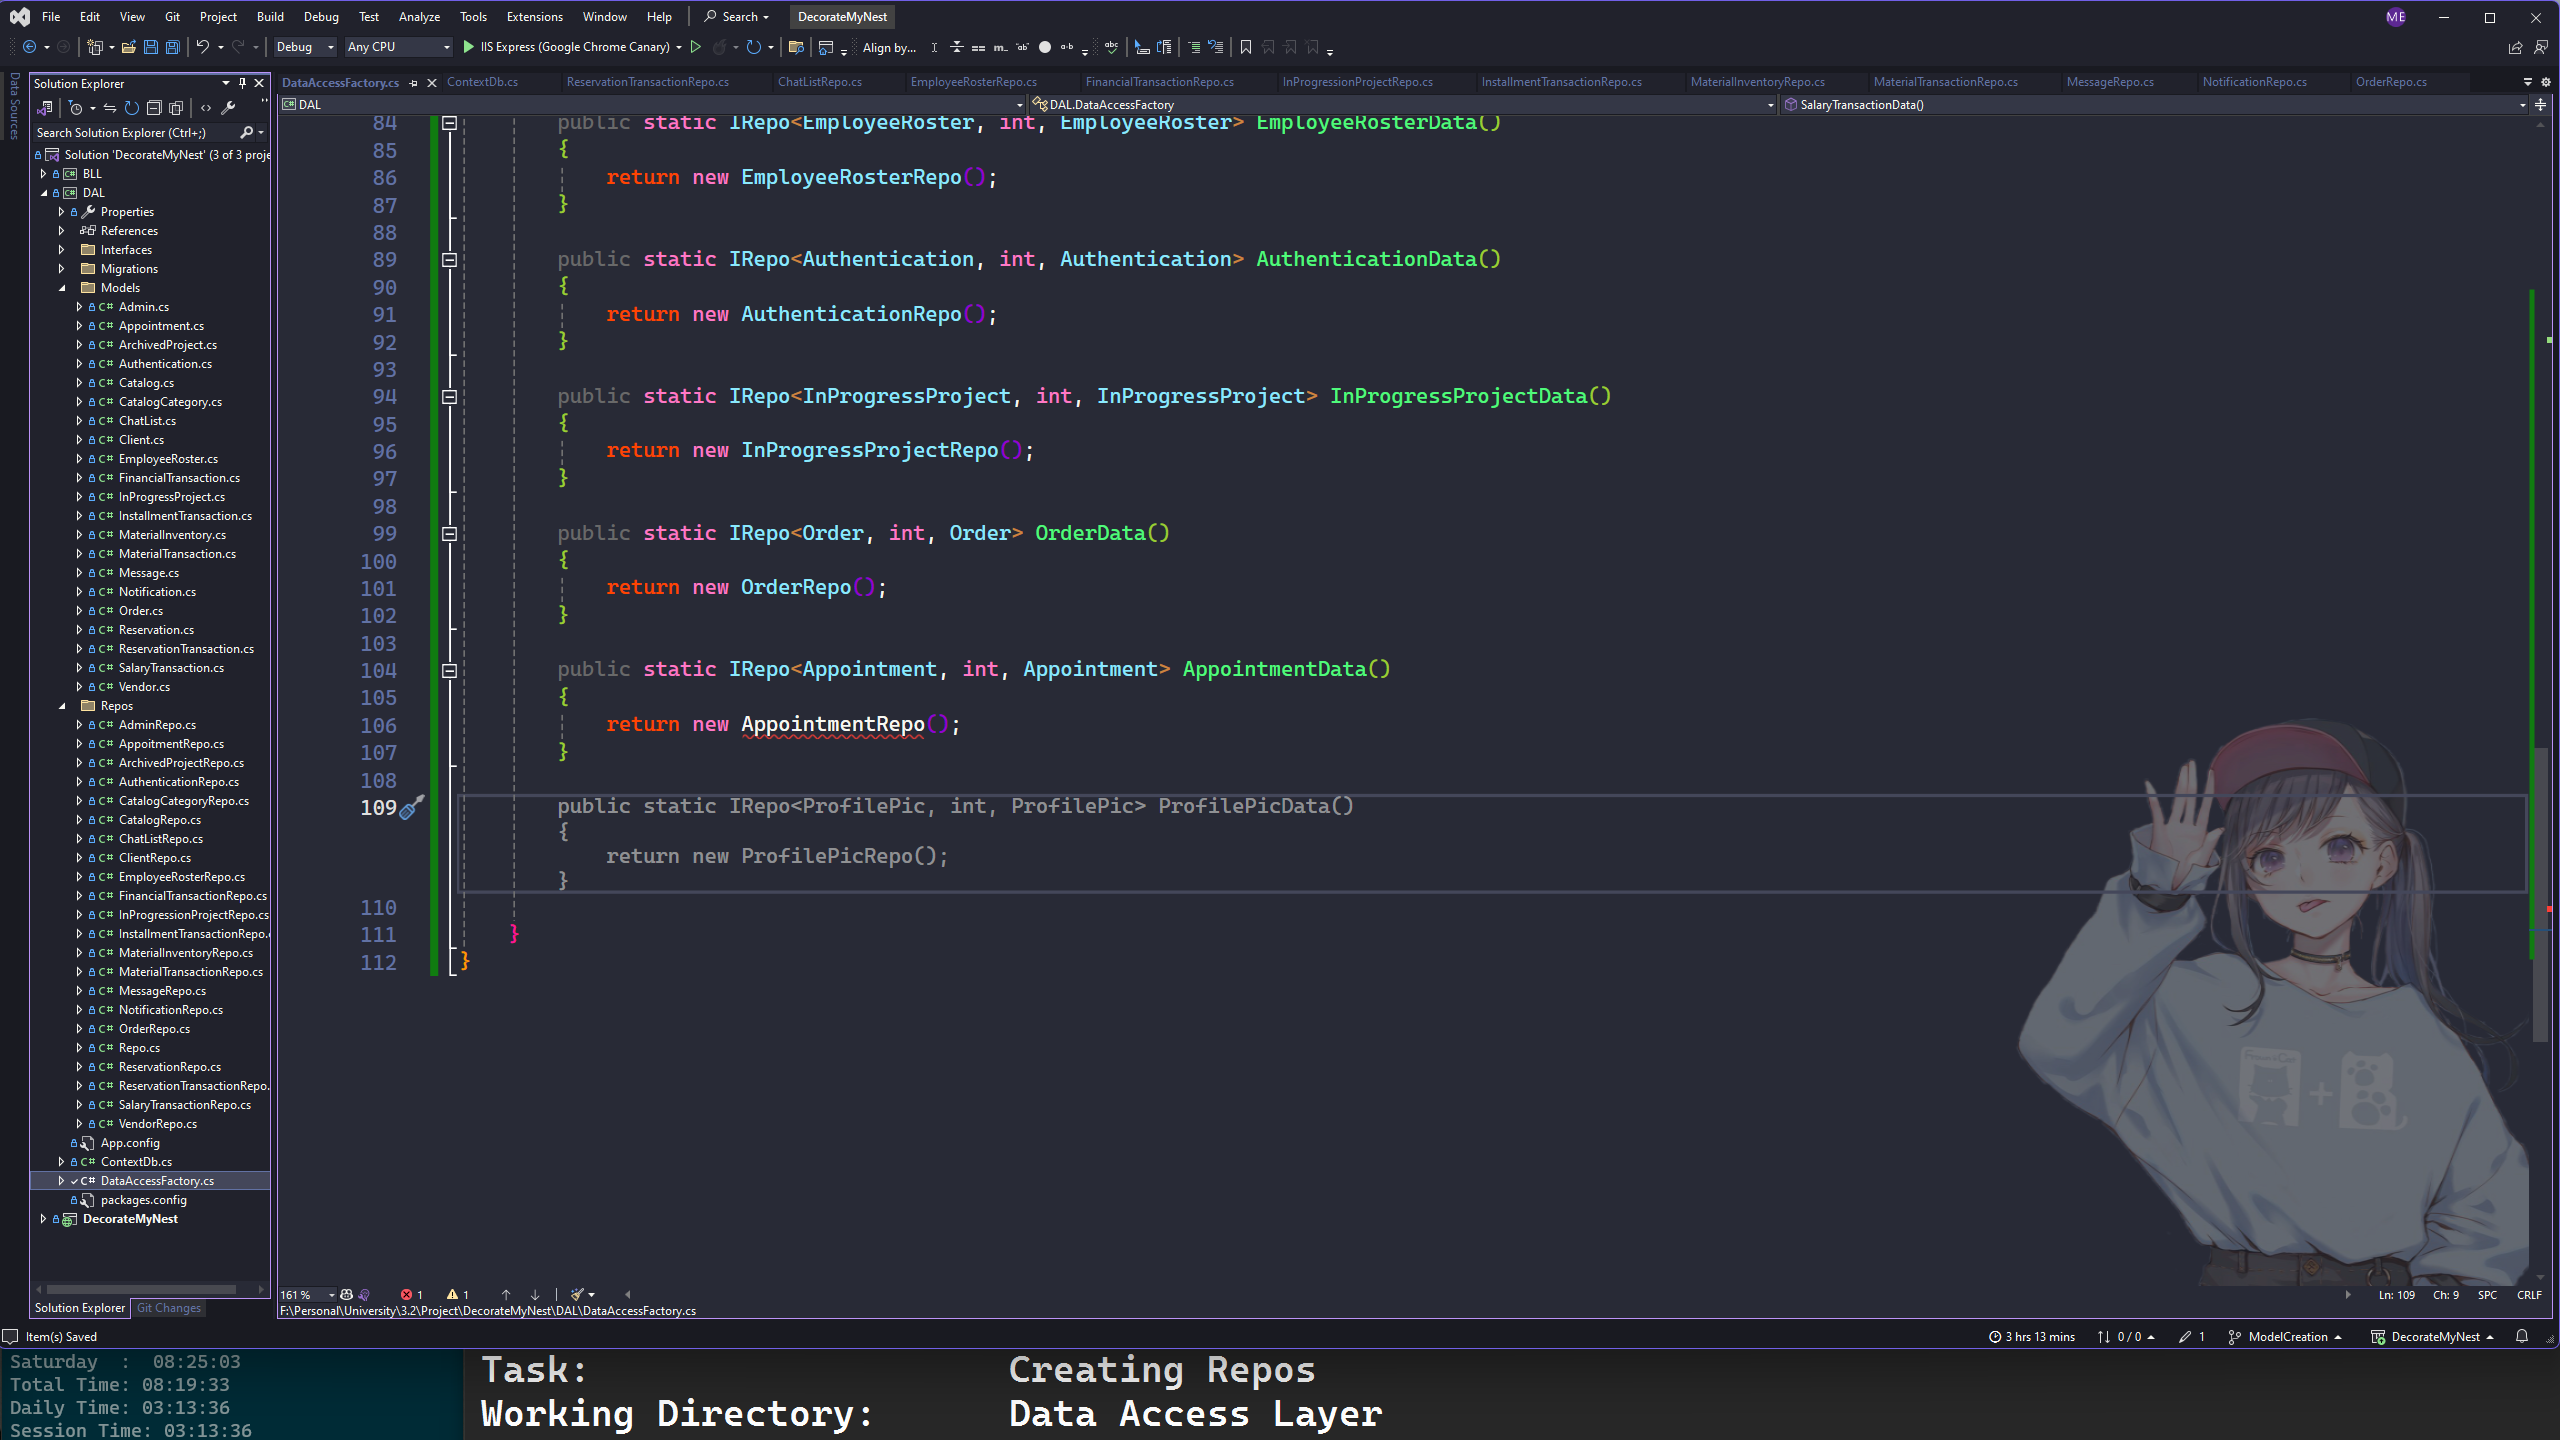 File Edit View Git Project Build Debug Test Analyze Tools Extensions Window Help Search DecorateMyNest ME
Debug Any CPU IIS Express (Google Chrome Canary) Align by...
Data Sources
Solution Explorer
Search Solution Explorer (Ctrl+;)
Solution 'DecorateMyNest' (3 of 3 proje
BLL
DAL
Properties
References
Interfaces
Migrations
Models
Admin.cs
Appointment.cs
ArchivedProject.cs
Authentication.cs
Catalog.cs
CatalogCategory.cs
ChatList.cs
Client.cs
EmployeeRoster.cs
FinancialTransaction.cs
InProgressProject.cs
InstallmentTransaction.cs
MaterialInventory.cs
MaterialTransaction.cs
Message.cs
Notification.cs
Order.cs
Reservation.cs
ReservationTransaction.cs
SalaryTransaction.cs
Vendor.cs
Repos
AdminRepo.cs
AppoitmentRepo.cs
ArchivedProjectRepo.cs
AuthenticationRepo.cs
CatalogCategoryRepo.cs
CatalogRepo.cs
ChatListRepo.cs
ClientRepo.cs
EmployeeRosterRepo.cs
FinancialTransactionRepo.cs
InProgressionProjectRepo.cs
InstallmentTransactionRepo.
MaterialInventoryRepo.cs
MaterialTransactionRepo.cs
MessageRepo.cs
NotificationRepo.cs
OrderRepo.cs
Repo.cs
ReservationRepo.cs
ReservationTransactionRepo.
SalaryTransactionRepo.cs
VendorRepo.cs
App.config
ContextDb.cs
DataAccessFactory.cs
packages.config
DecorateMyNest
Solution Explorer Git Changes
DataAccessFactory.cs ContextDb.cs ReservationTransactionRepo.cs ChatListRepo.cs EmployeeRosterRepo.cs FinancialTransactionRepo.cs InProgressionProjectRepo.cs InstallmentTransactionRepo.cs MaterialInventoryRepo.cs MaterialTransactionRepo.cs MessageRepo.cs NotificationRepo.cs OrderRepo.cs
DAL DAL.DataAccessFactory SalaryTransactionData()
84 public static IRepo<EmployeeRoster, int, EmployeeRoster> EmployeeRosterData()
85 {
86 return new EmployeeRosterRepo();
87 }
88
89 public static IRepo<Authentication, int, Authentication> AuthenticationData()
90 {
91 return new AuthenticationRepo();
92 }
93
94 public static IRepo<InProgressProject, int, InProgressProject> InProgressProjectData()
95 {
96 return new InProgressProjectRepo();
97 }
98
99 public static IRepo<Order, int, Order> OrderData()
100 {
101 return new OrderRepo();
102 }
103
104 public static IRepo<Appointment, int, Appointment> AppointmentData()
105 {
106 return new AppointmentRepo();
107 }
108
109 public static IRepo<ProfilePic, int, ProfilePic> ProfilePicData()
{
return new ProfilePicRepo();
}
110
111 }
112 }
161 % 1 1 Ln: 109 Ch: 9 SPC CRLF
F:\Personal\University\3.2\Project\DecorateMyNest\DAL\DataAccessFactory.cs
Item(s) Saved 3 hrs 13 mins 0 / 0 1 ModelCreation DecorateMyNest
Saturday : 08:25:03
Total Time: 08:19:33
Daily Time: 03:13:36
Session Time: 03:13:36
Task: Creating Repos
Working Directory: Data Access Layer